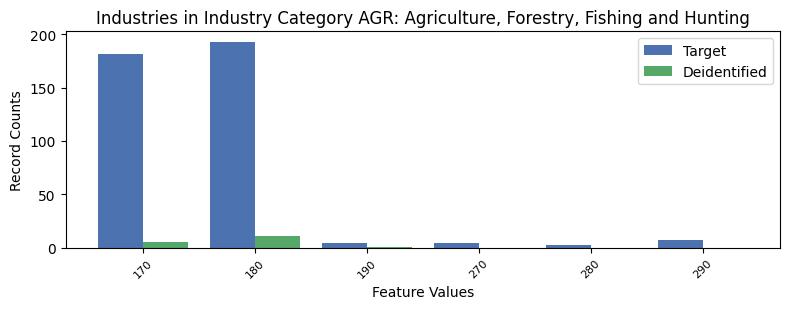 Industries in Industry Category AGR: Agriculture, Forestry, Fishing and Hunting
Target
Deidentified
Record Counts
200
150
100
50
0
170
180
190
270
280
290
Feature Values